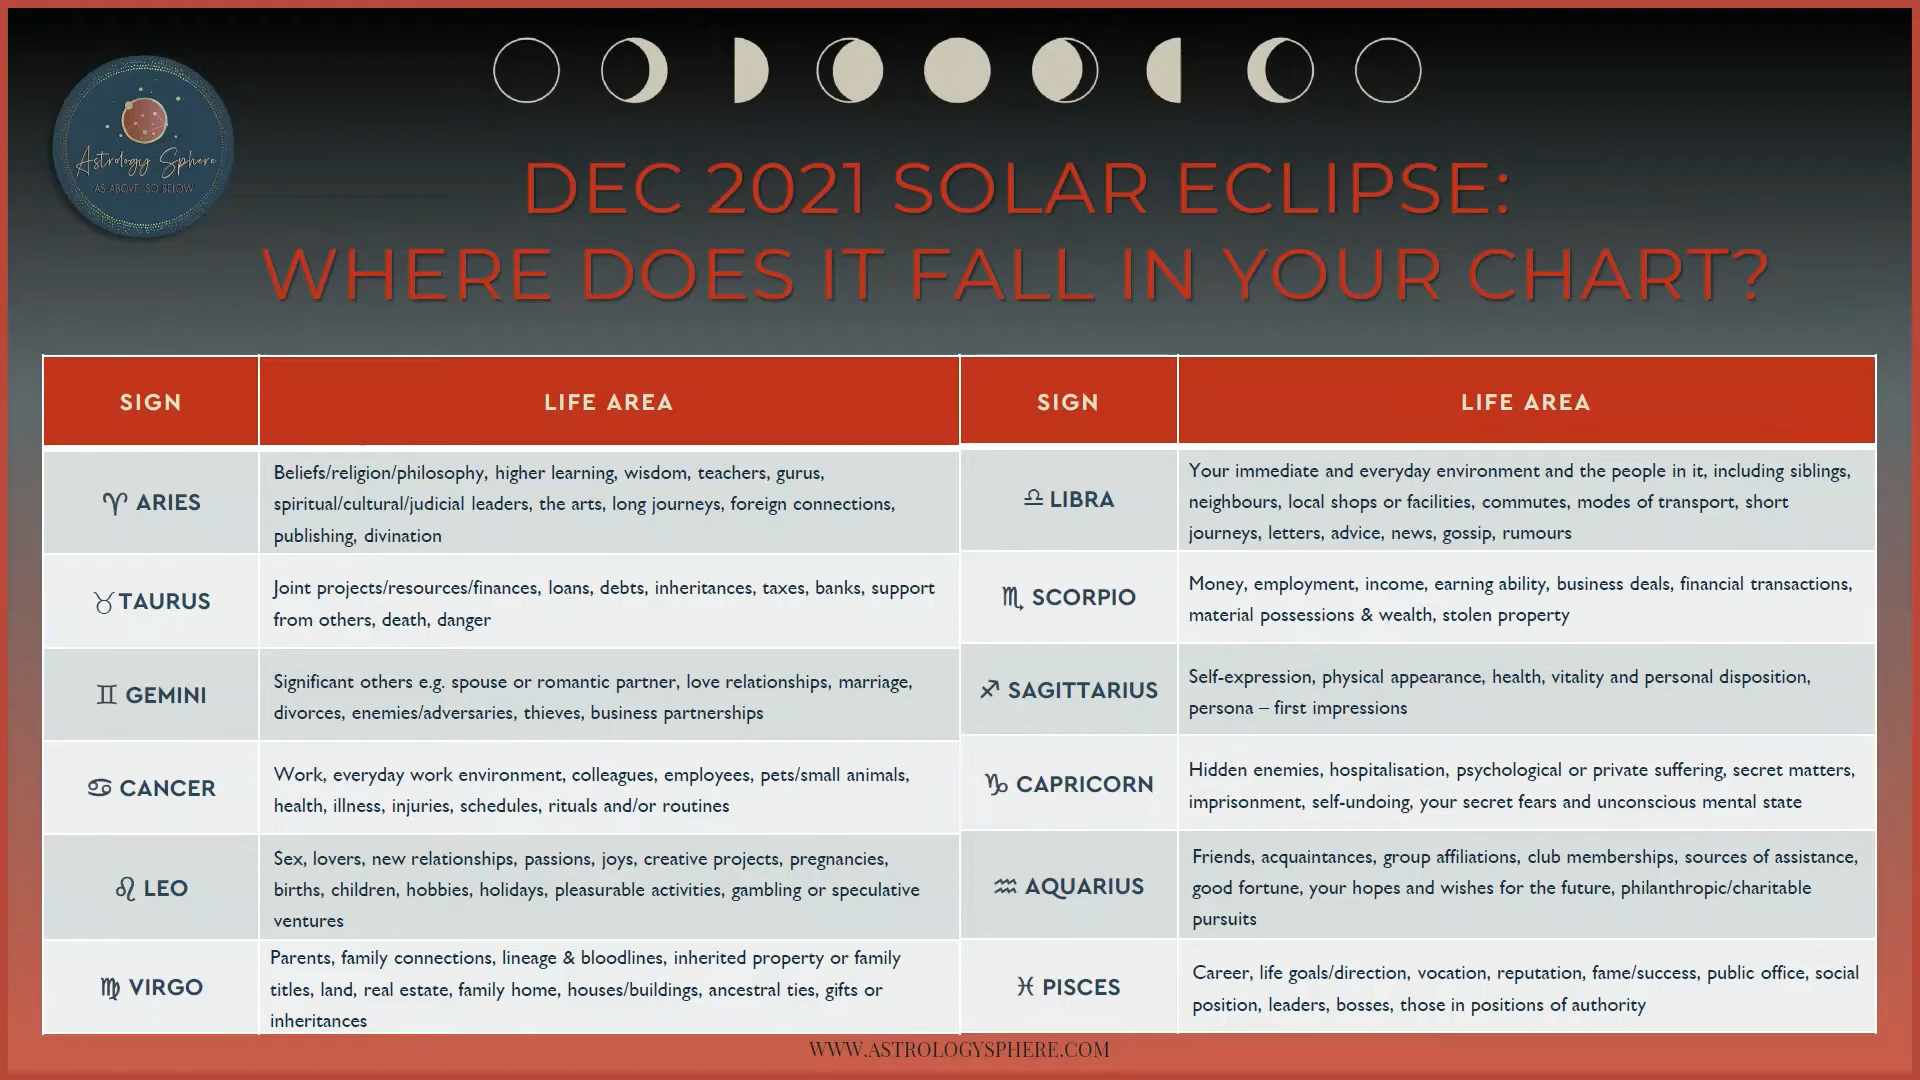 Astrology Sphere
AS ABOVE, SO BELOW
DEC 2021 SOLAR ECLIPSE:
WHERE DOES IT FALL IN YOUR CHART?
SIGN
LIFE AREA
SIGN
LIFE AREA
♈ ARIES
Beliefs/religion/philosophy, higher learning, wisdom, teachers, gurus,
spiritual/cultural/judicial leaders, the arts, long journeys, foreign connections,
publishing, divination
♎ LIBRA
Your immediate and everyday environment and the people in it, including siblings,
neighbours, local shops or facilities, commutes, modes of transport, short
journeys, letters, advice, news, gossip, rumours
♉ TAURUS
Joint projects/resources/finances, loans, debts, inheritances, taxes, banks, support
from others, death, danger
♏ SCORPIO
Money, employment, income, earning ability, business deals, financial transactions,
material possessions & wealth, stolen property
♊ GEMINI
Significant others e.g. spouse or romantic partner, love relationships, marriage,
divorces, enemies/adversaries, thieves, business partnerships
♐ SAGITTARIUS
Self-expression, physical appearance, health, vitality and personal disposition,
persona – first impressions
♋ CANCER
Work, everyday work environment, colleagues, employees, pets/small animals,
health, illness, injuries, schedules, rituals and/or routines
♑ CAPRICORN
Hidden enemies, hospitalisation, psychological or private suffering, secret matters,
imprisonment, self-undoing, your secret fears and unconscious mental state
♌ LEO
Sex, lovers, new relationships, passions, joys, creative projects, pregnancies,
births, children, hobbies, holidays, pleasurable activities, gambling or speculative
ventures
♒ AQUARIUS
Friends, acquaintances, group affiliations, club memberships, sources of assistance,
good fortune, your hopes and wishes for the future, philanthropic/charitable
pursuits
♍ VIRGO
Parents, family connections, lineage & bloodlines, inherited property or family
titles, land, real estate, family home, houses/buildings, ancestral ties, gifts or
inheritances
♓ PISCES
Career, life goals/direction, vocation, reputation, fame/success, public office, social
position, leaders, bosses, those in positions of authority
WWW.ASTROLOGYSPHERE.COM